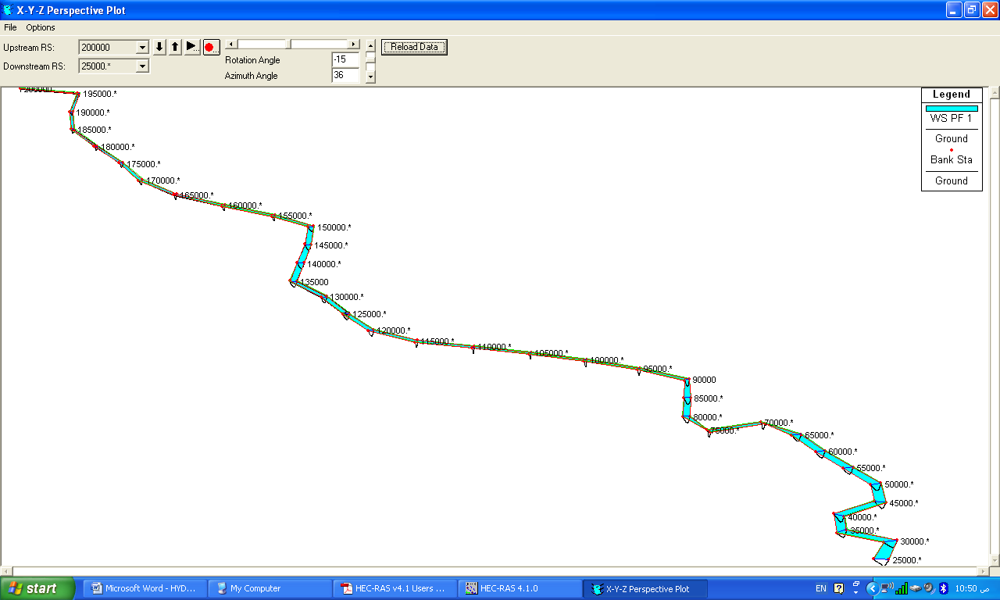 X-Y-Z Perspective Plot
File Options
Upstream RS: 200000
Downstream RS: 25000.*
Rotation Angle -15
Azimuth Angle 36
Reload Data
Legend
WS PF 1
Ground
Bank Sta
Ground
200000
195000.*
190000.*
185000.*
180000.*
175000.*
170000.*
165000.*
160000.*
155000.*
150000.*
145000.*
140000.*
135000
130000.*
125000.*
120000.*
115000.*
110000.*
105000.*
100000.*
95000.*
90000
85000.*
80000.*
75000.*
70000.*
65000.*
60000.*
55000.*
50000.*
45000.*
40000.*
35000.*
30000.*
25000.*
start Microsoft Word - HYD... My Computer HEC-RAS v4.1 Users ... HEC-RAS 4.1.0 X-Y-Z Perspective Plot EN 10:50 ص